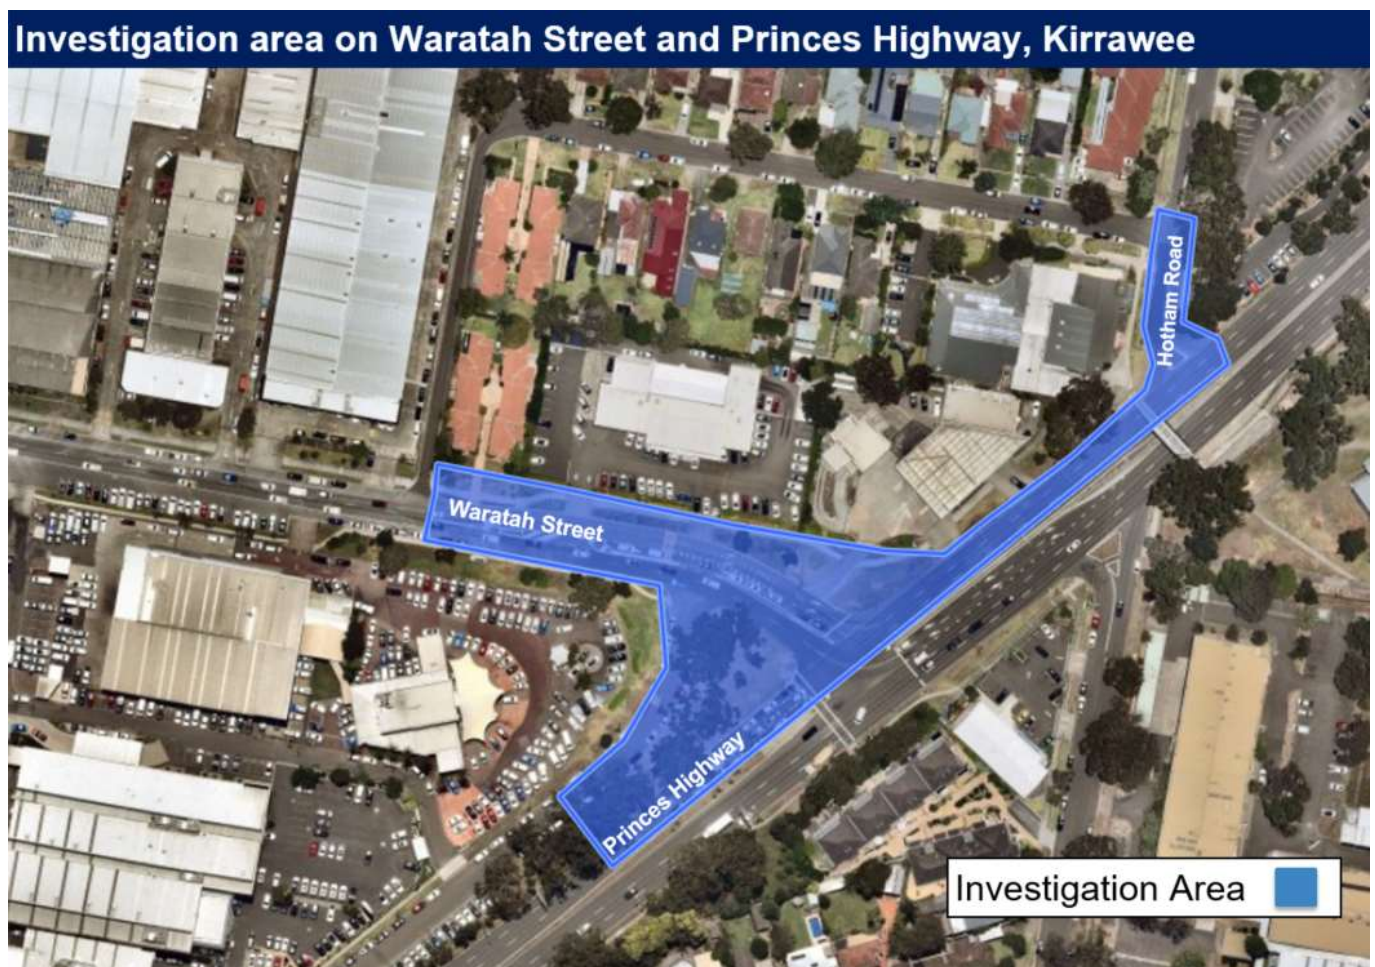 Investigation area on Waratah Street and Princes Highway, Kirrawee
Hotham Road
Waratah Street
Princes Highway
Investigation Area